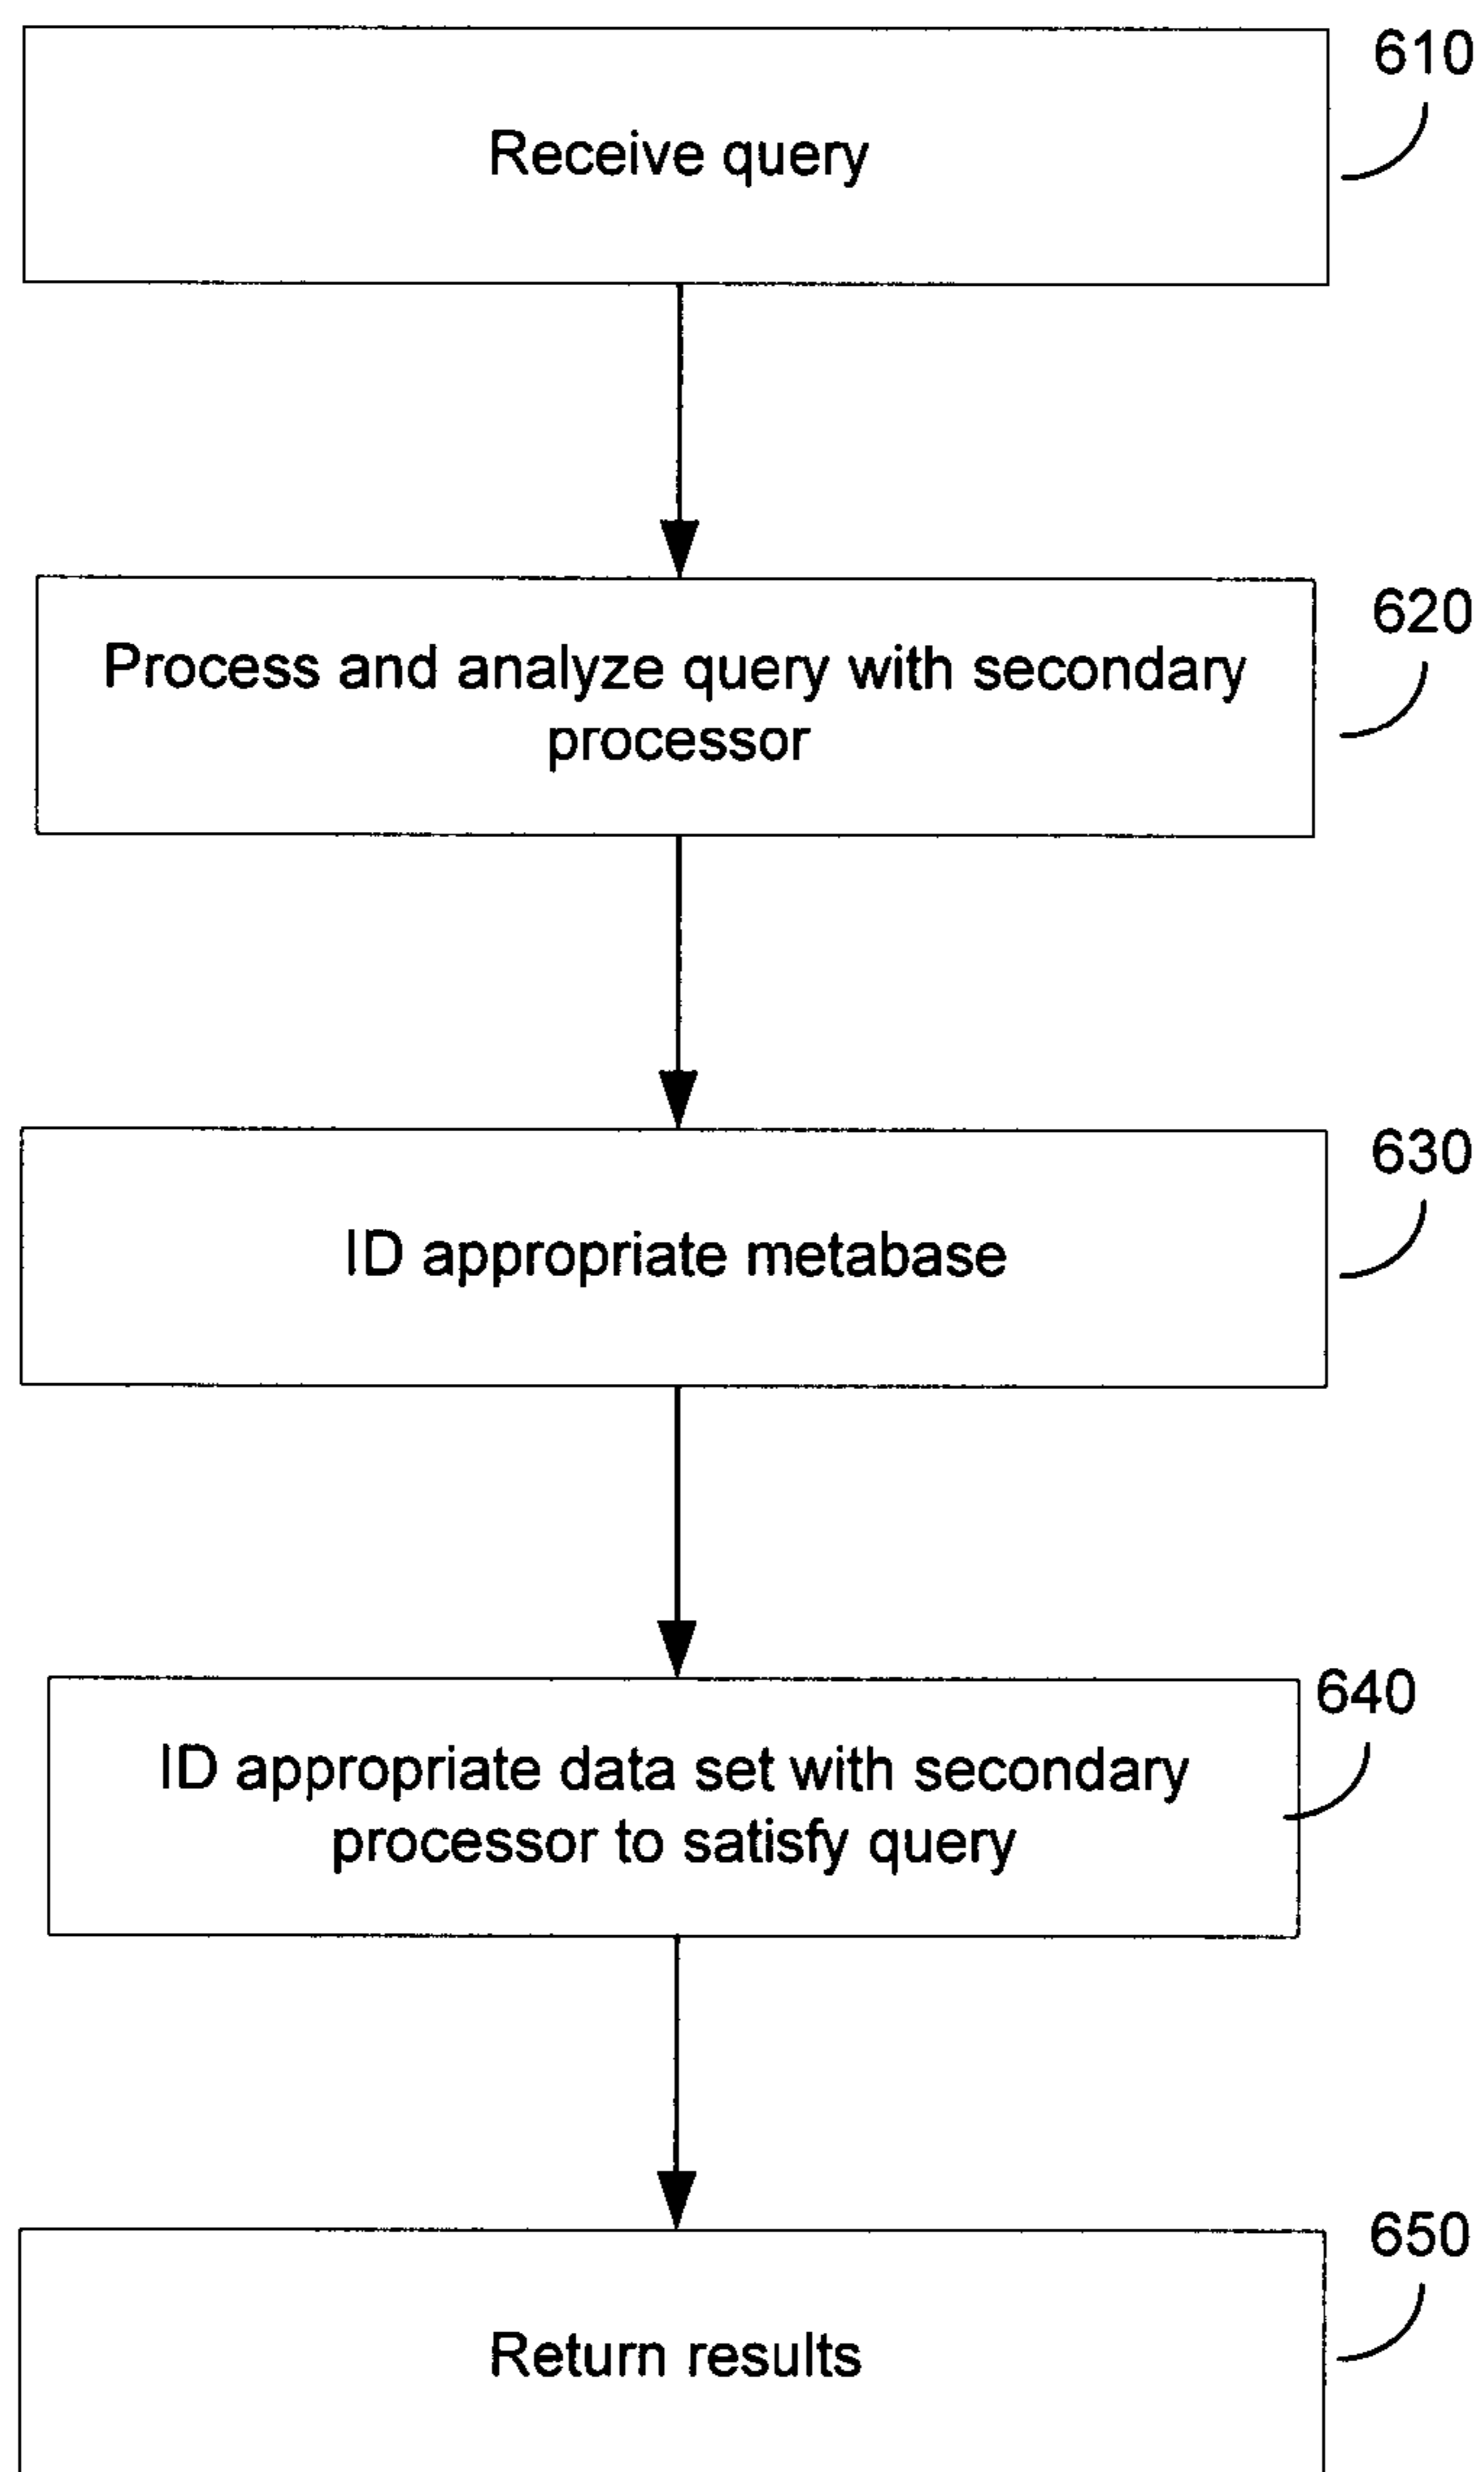 610
Receive query
620
Process and analyze query with secondary
processor
630
ID appropriate metabase
640
ID appropriate data set with secondary
processor to satisfy query
650
Return results